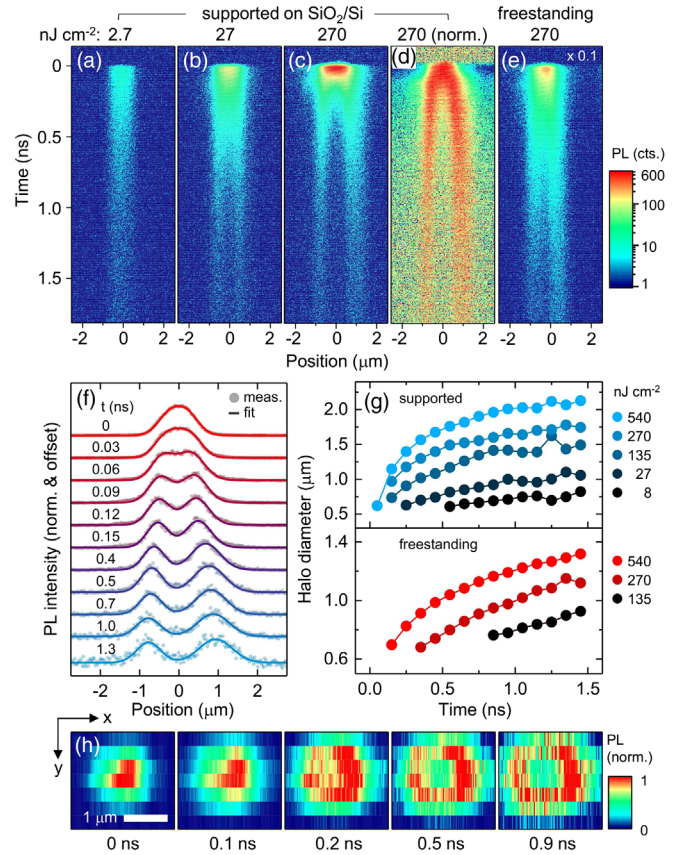 supported on SiO₂/Si
freestanding
nJ cm⁻²: 2.7 27 270 270 (norm.) 270
(a) (b) (c) (d) (e) x 0.1
0
0.5
1.0
1.5
Time (ns)
PL (cts.)
600
100
10
1
-2 0 2 -2 0 2 -2 0 2 -2 0 2 -2 0 2
Position (μm)
(f)
t (ns)
meas.
fit
0
0.03
0.06
0.09
0.12
0.15
0.4
0.5
0.7
1.0
1.3
PL intensity (norm. & offset)
-2 -1 0 1 2
Position (μm)
(g) supported
nJ cm⁻²
540
270
135
27
8
2.0
1.5
1.0
0.5
Halo diameter (μm)
freestanding
540
270
135
1.4
1.0
0.6
0.0 0.5 1.0 1.5
Time (ns)
x
y
(h)
1 μm
0 ns 0.1 ns 0.2 ns 0.5 ns 0.9 ns
PL
(norm.)
1
0